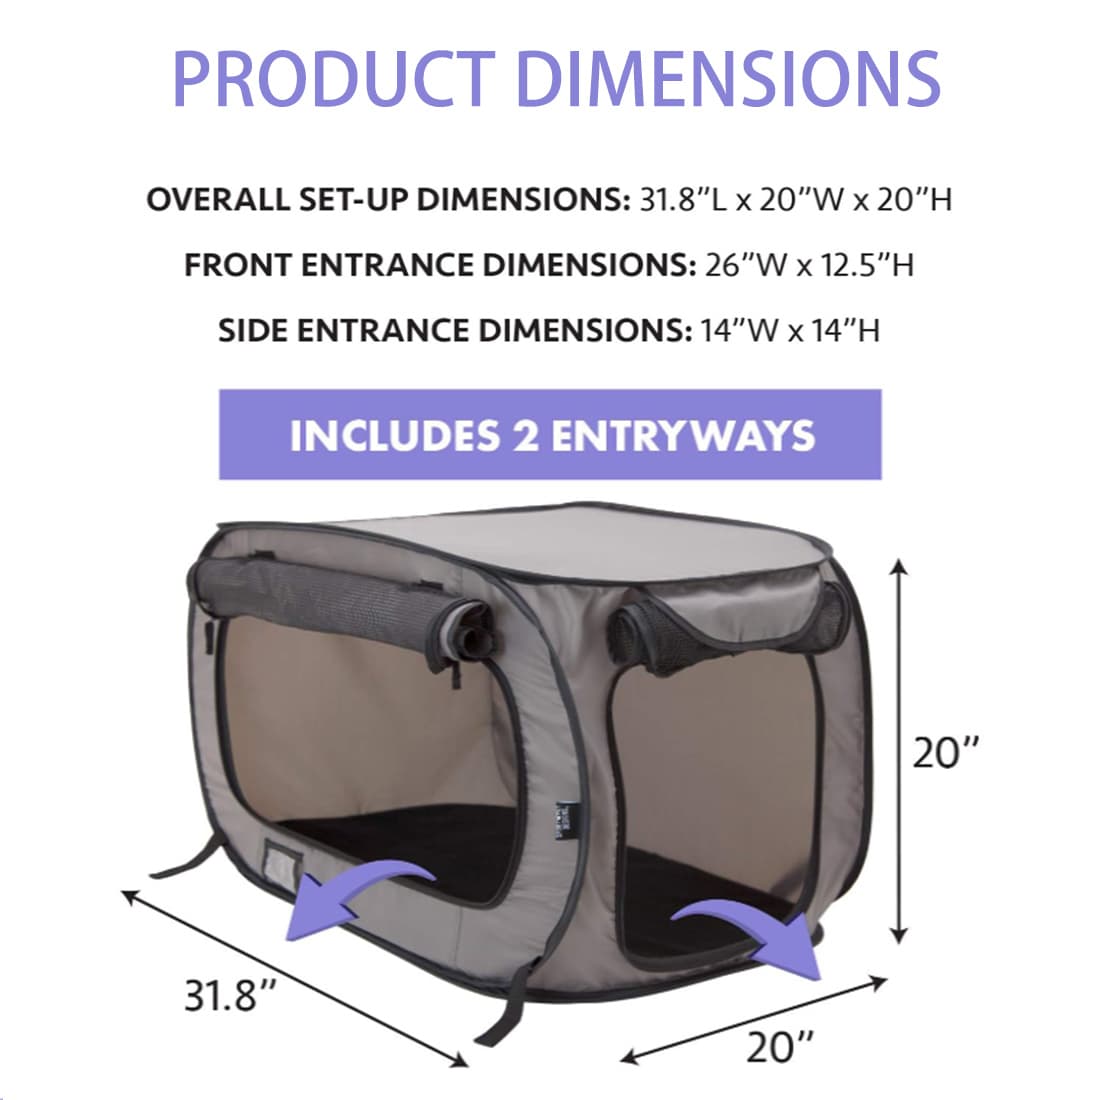 PRODUCT DIMENSIONS
OVERALL SET-UP DIMENSIONS: 31.8”L x 20”W x 20”H
FRONT ENTRANCE DIMENSIONS: 26”W x 12.5”H
SIDE ENTRANCE DIMENSIONS: 14”W x 14”H
INCLUDES 2 ENTRYWAYS
20”
31.8”
20”